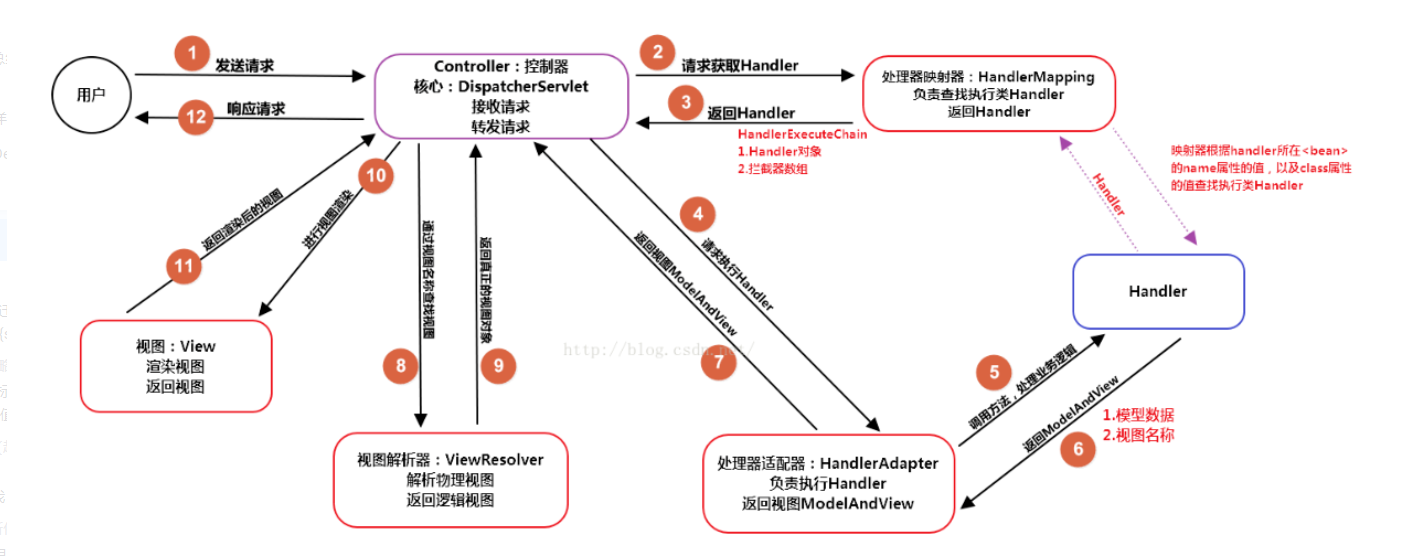 1
发送请求
用户
12
响应请求
Controller：控制器
核心：DispatcherServlet
接收请求
转发请求
2
请求获取Handler
3
返回Handler
HandlerExecuteChain
1.Handler对象
2.拦截器数组
处理器映射器：HandlerMapping
负责查找执行类Handler
返回Handler
映射器根据handler所在<bean>
的name属性的值，以及class属性
的值查找执行类Handler
Handler
Handler
4
请求执行Handler
5
调用方法，处理业务逻辑
6
返回ModelAndView
1.模型数据
2.视图名称
处理器适配器：HandlerAdapter
负责执行Handler
返回视图ModelAndView
7
返回视图ModelAndView
8
通过视图名称查找视图
9
返回真正的视图对象
视图解析器：ViewResolver
解析物理视图
返回逻辑视图
10
进行视图渲染
11
返回渲染后的视图
视图：View
渲染视图
返回视图
http://blog.csdn.net/